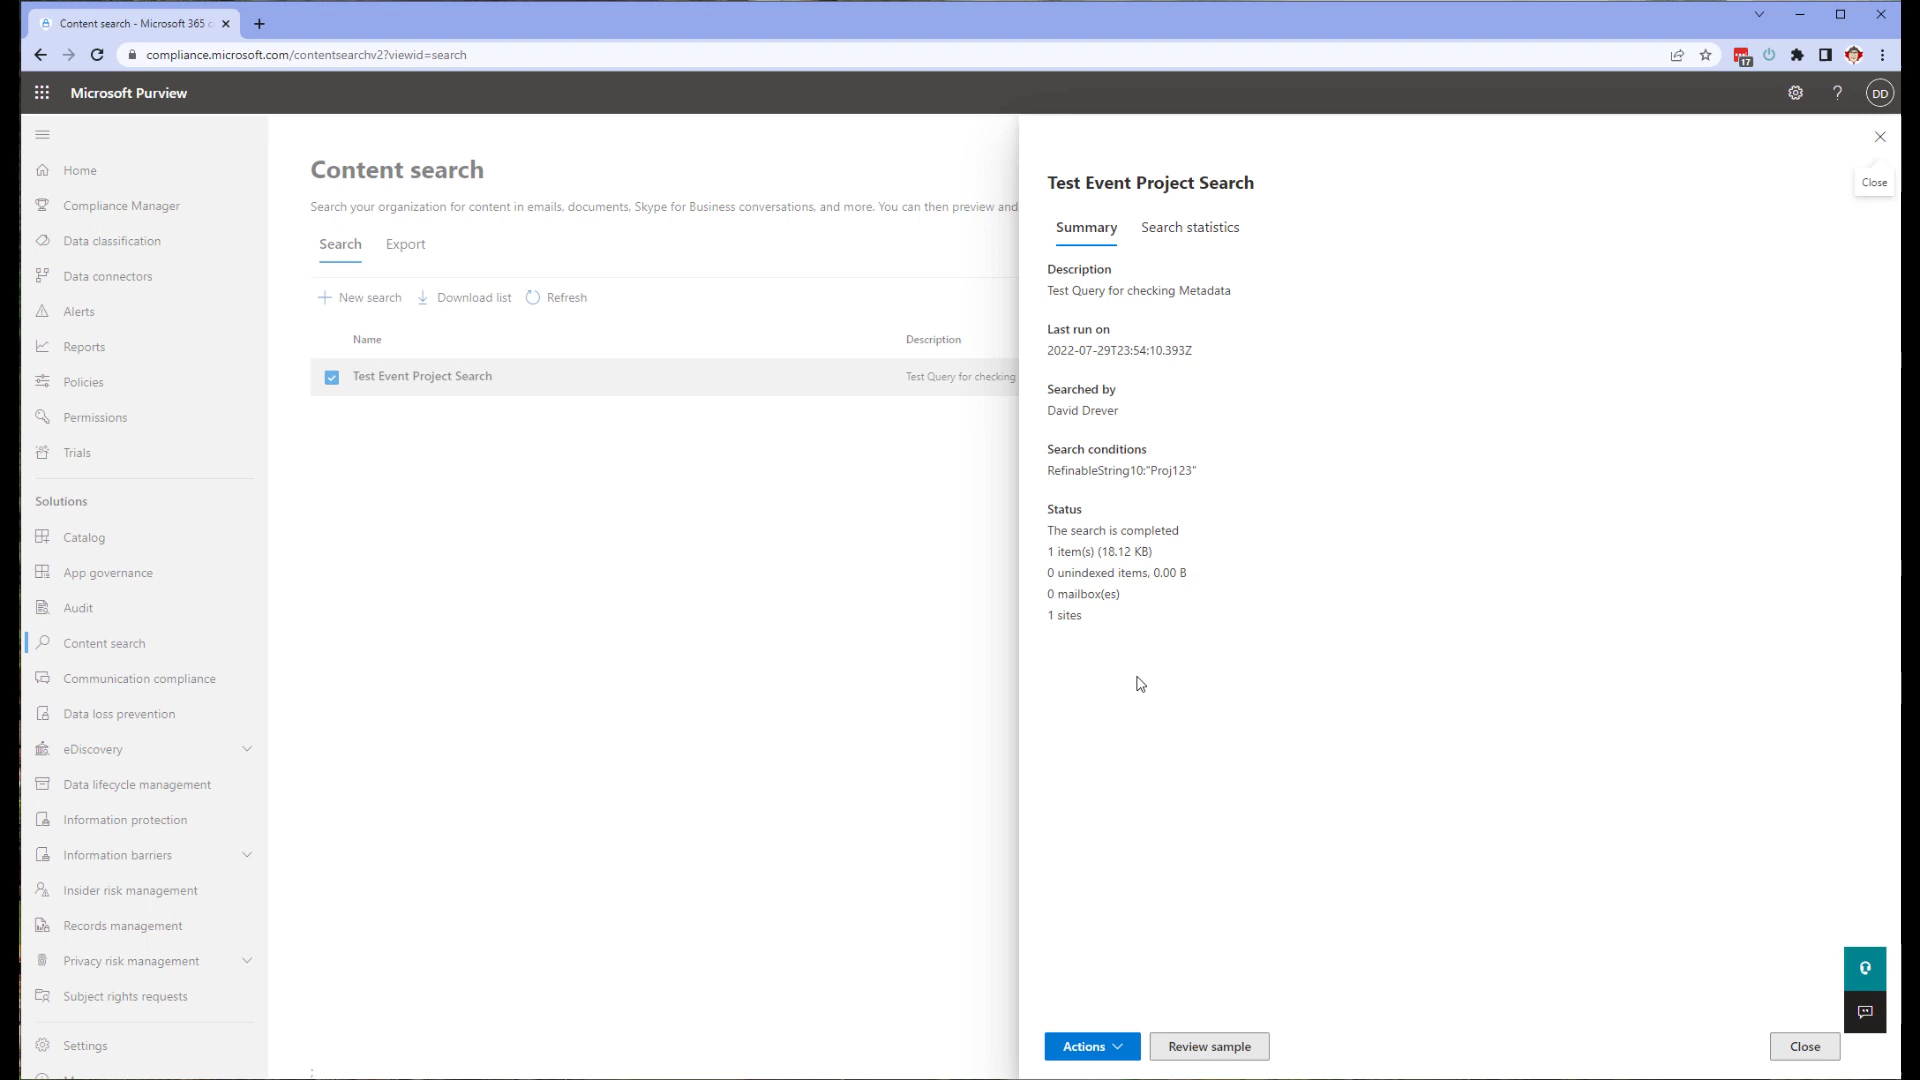 Content search - Microsoft 365
compliance.microsoft.com/contentsearchv2?viewid=search
17
Microsoft Purview
?
DD
Home
Compliance Manager
Data classification
Data connectors
Alerts
Reports
Policies
Permissions
Trials
Solutions
Catalog
App governance
Audit
Content search
Communication compliance
Data loss prevention
eDiscovery
Data lifecycle management
Information protection
Information barriers
Insider risk management
Records management
Privacy risk management
Subject rights requests
Settings
Content search
Search your organization for content in emails, documents, Skype for Business conversations, and more. You can then preview and
Search Export
New search Download list Refresh
Name Description
Test Event Project Search Test Query for checking
Close
Test Event Project Search
Summary Search statistics
Description
Test Query for checking Metadata
Last run on
2022-07-29T23:54:10.393Z
Searched by
David Drever
Search conditions
RefinableString10:"Proj123"
Status
The search is completed
1 item(s) (18.12 KB)
0 unindexed items, 0.00 B
0 mailbox(es)
1 sites
Actions Review sample Close